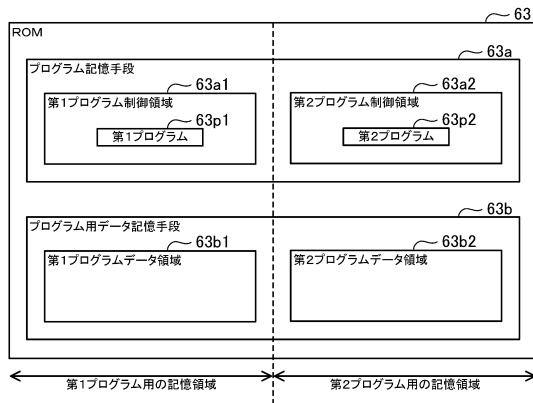 63
ROM
63a
プログラム記憶手段
63a1
63a2
第1プログラム制御領域
第2プログラム制御領域
63p1
63p2
第1プログラム
第2プログラム
63b
プログラム用データ記憶手段
63b1
63b2
第1プログラムデータ領域
第2プログラムデータ領域
第1プログラム用の記憶領域
第2プログラム用の記憶領域